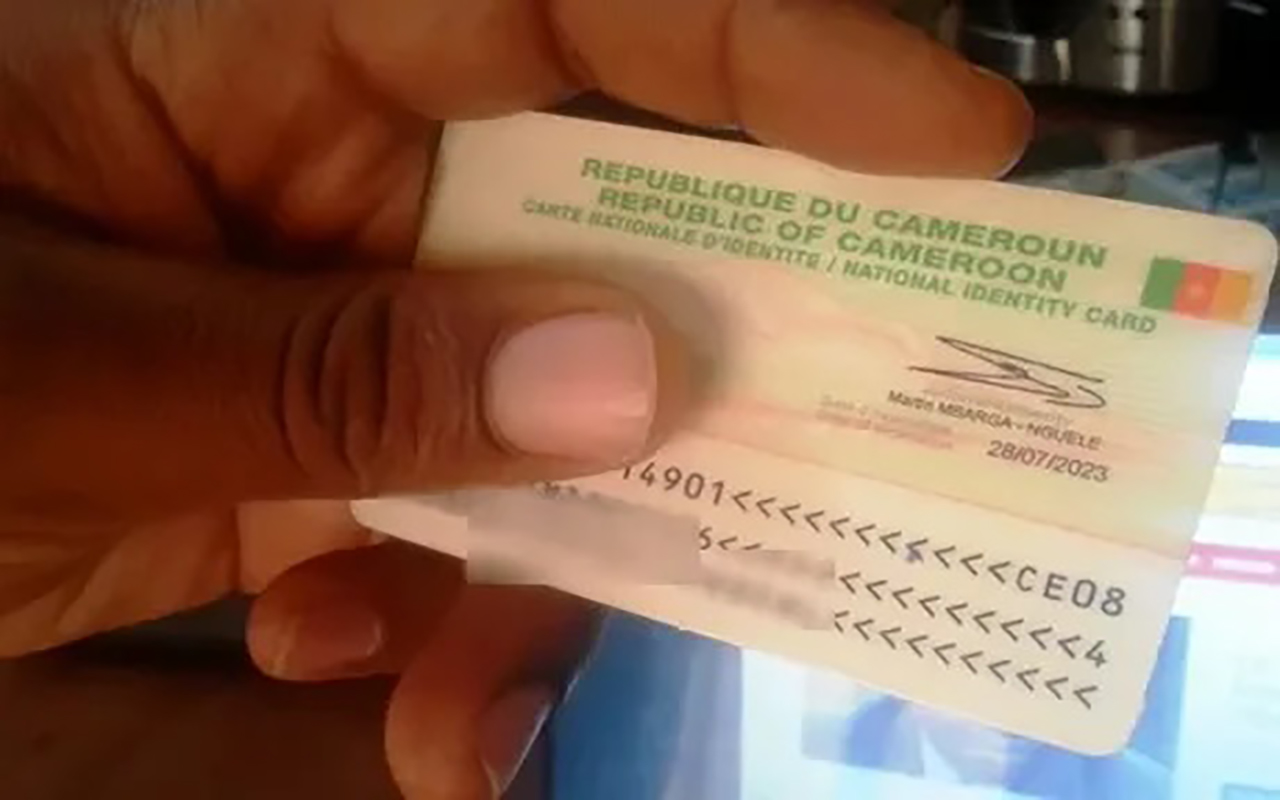 REPUBLIQUE DU CAMEROUN
REPUBLIC OF CAMEROON
CARTE NATIONALE D'IDENTITE / NATIONAL IDENTITY CARD
Martin MBARGA - NGUELE
28/07/2023
14901<<<<<<<<<<<<<<<CE08
<<<<<<<<<<4
<<<<<<<<<<